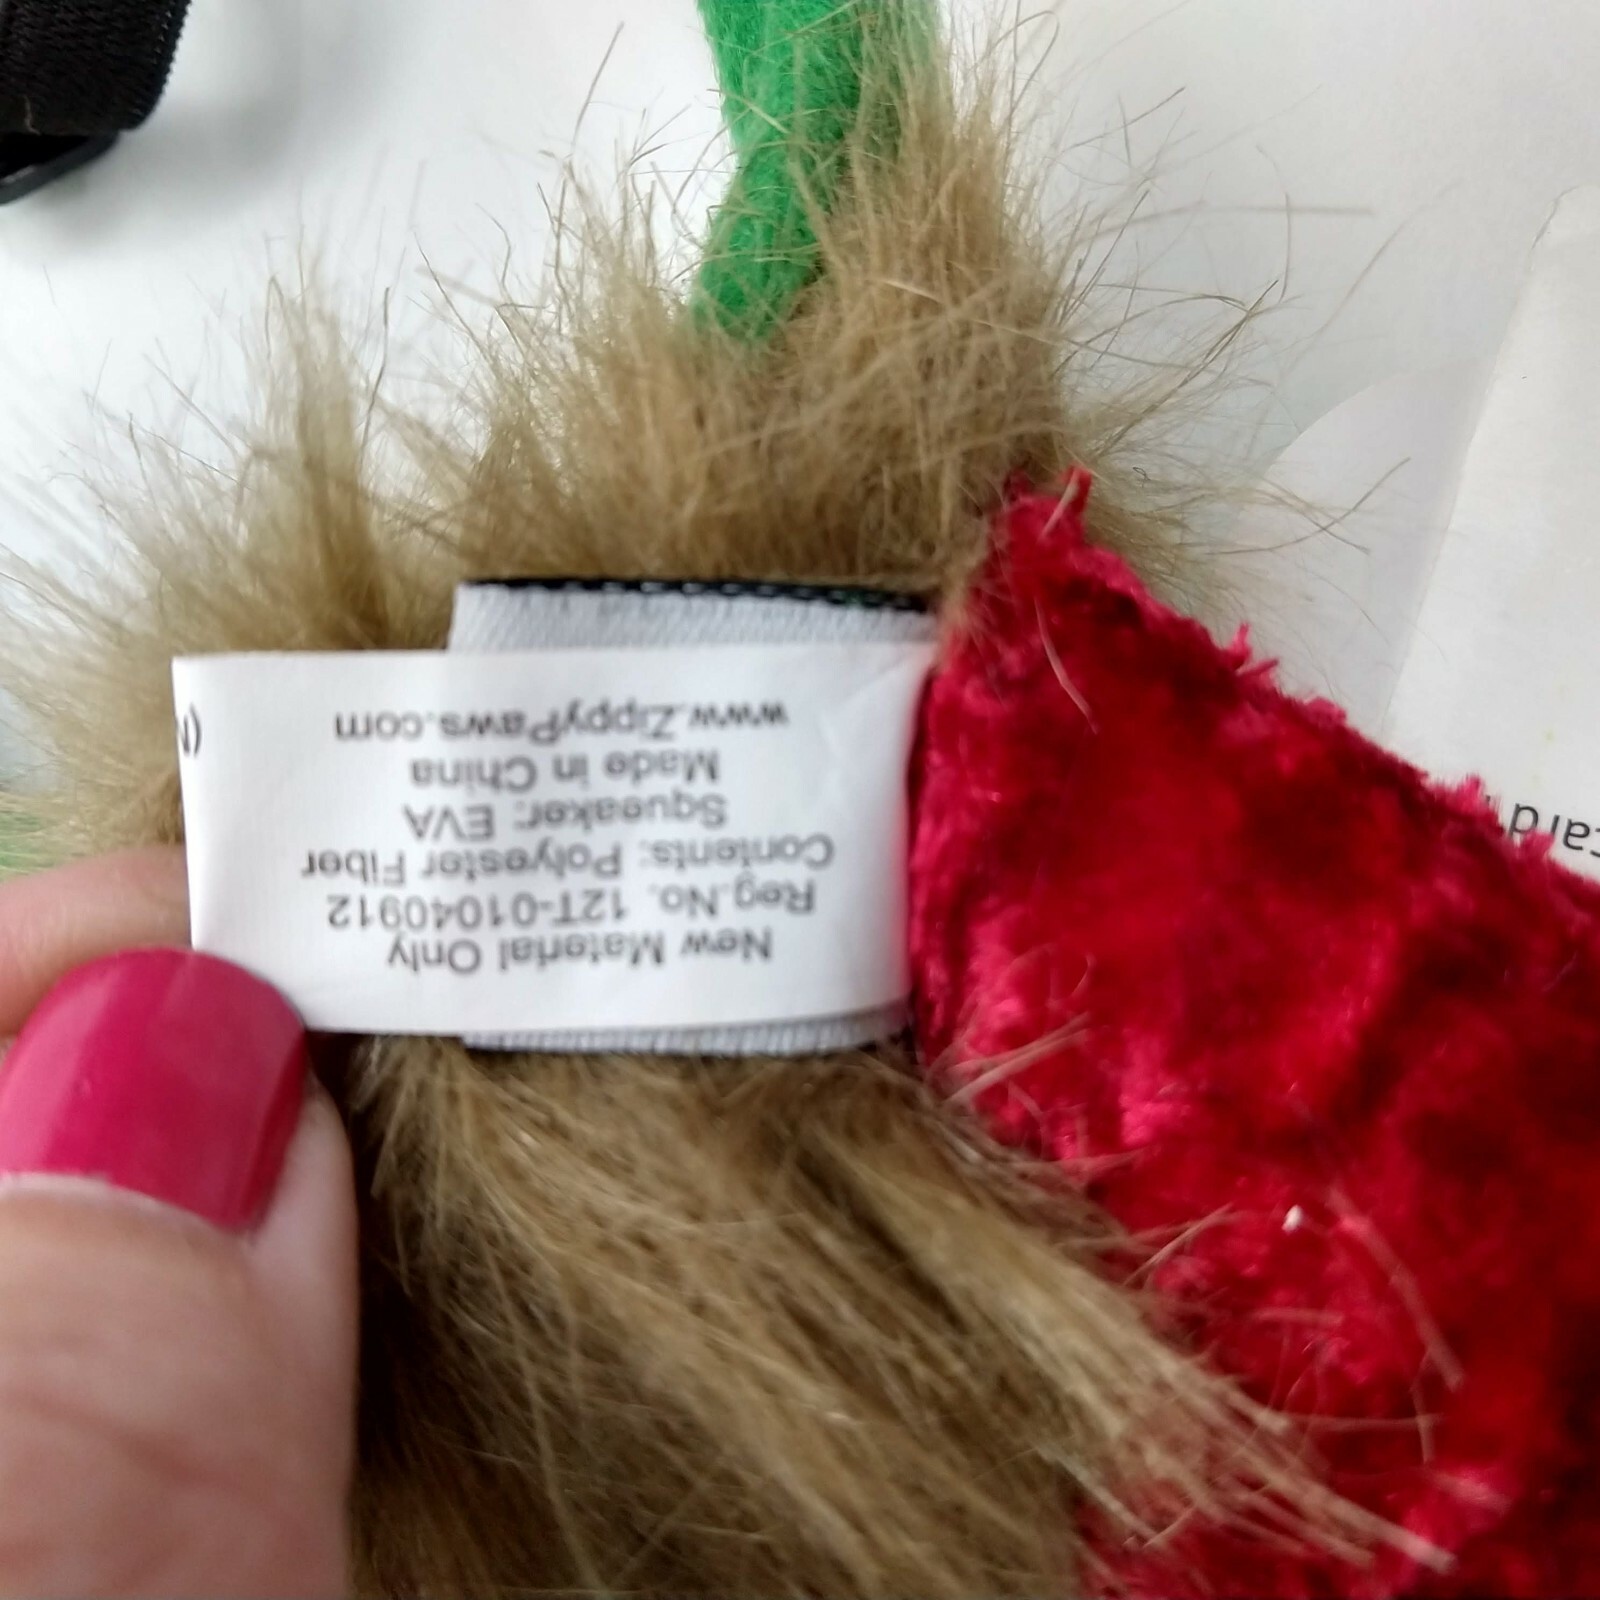 New Material Only
Reg.No. 12T-01040912
Contents: Polyester Fiber
Squeaker: EVA
Made in China
www.ZippyPaws.com